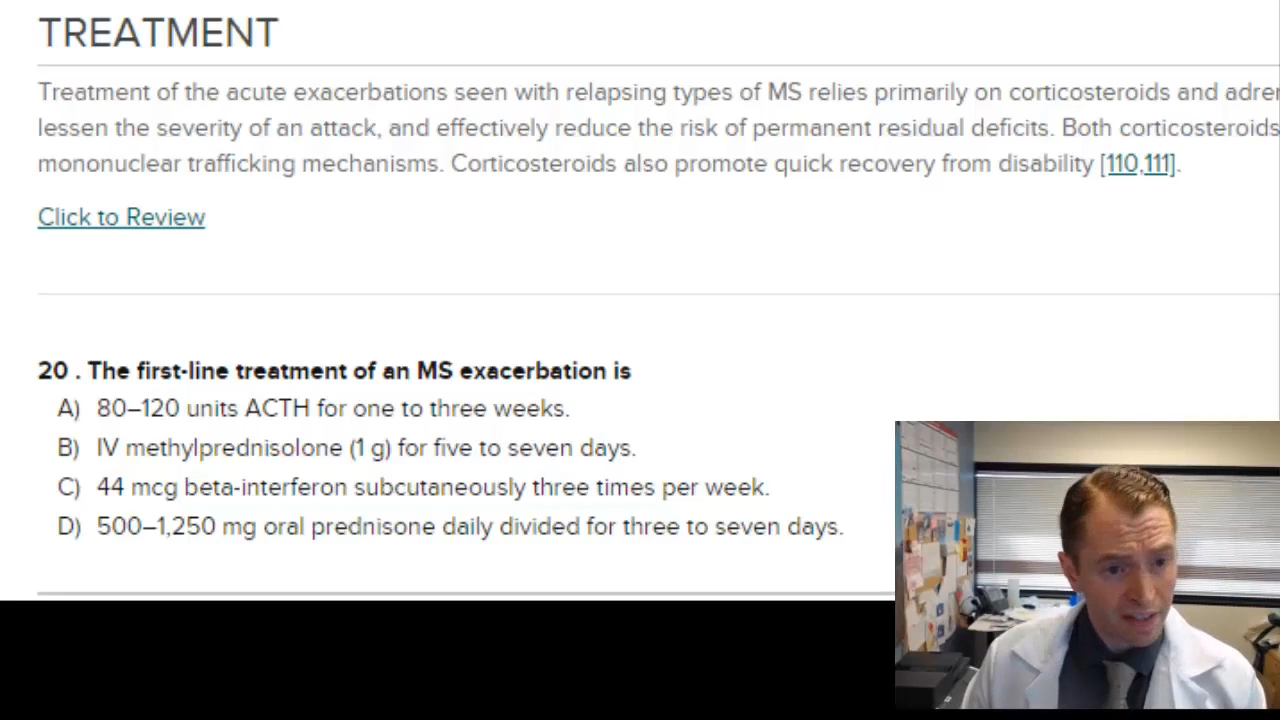 TREATMENT
Treatment of the acute exacerbations seen with relapsing types of MS relies primarily on corticosteroids and
lessen the severity of an attack, and effectively reduce the risk of permanent residual deficits. Both corticosteroids
mononuclear trafficking mechanisms. Corticosteroids also promote quick recovery from disability [110,111].
Click to Review
20 . The first-line treatment of an MS exacerbation is
A) 80–120 units ACTH for one to three weeks.
B) IV methylprednisolone (1 g) for five to seven days.
C) 44 mcg beta-interferon subcutaneously three times per week.
D) 500–1,250 mg oral prednisone daily divided for three to seven days.